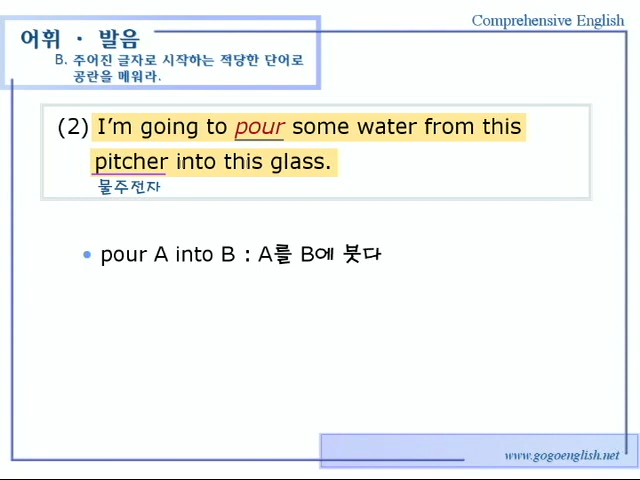 Comprehensive English
어휘 · 발음
B. 주어진 글자로 시작하는 적당한 단어로
공란을 메워라.
(2) I'm going to pour some water from this
pitcher into this glass.
물주전자
• pour A into B : A를 B에 붓다
www.gogoenglish.net